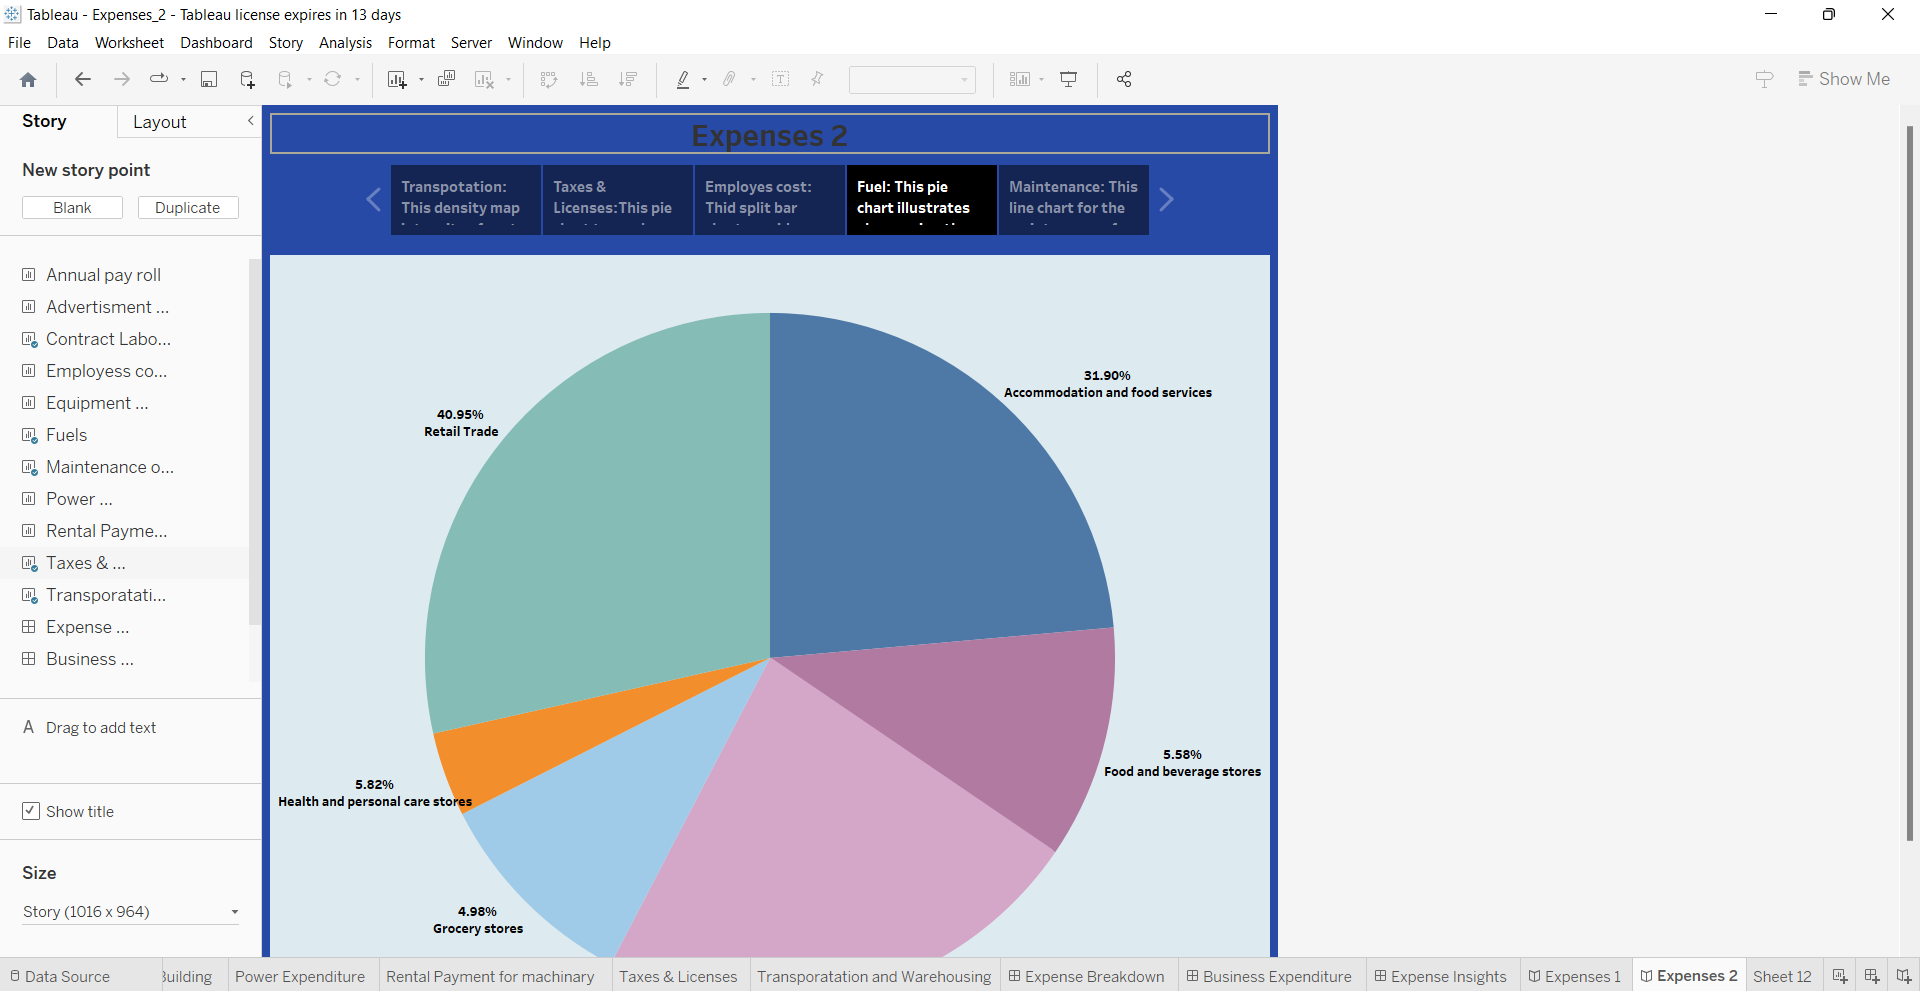 Tableau - Expenses_2 - Tableau license expires in 13 days
File Data Worksheet Dashboard Story Analysis Format Server Window Help
Show Me
Story
Layout
New story point
Blank
Duplicate
Annual pay roll
Advertisment ...
Contract Labo...
Employess co...
Equipment ...
Fuels
Maintenance o...
Power ...
Rental Payme...
Taxes & ...
Transporatati...
Expense ...
Business ...
A Drag to add text
Show title
Size
Story (1016 x 964)
Expenses 2
Transpotation:
This density map
Taxes &
Licenses:This pie
Employes cost:
Thid split bar
Fuel: This pie
chart illustrates
Maintenance: This
line chart for the
31.90%
Accommodation and food services
40.95%
Retail Trade
5.58%
Food and beverage stores
5.82%
Health and personal care stores
4.98%
Grocery stores
Data Source
Building
Power Expenditure
Rental Payment for machinary
Taxes & Licenses
Transporatation and Warehousing
Expense Breakdown
Business Expenditure
Expense Insights
Expenses 1
Expenses 2
Sheet 12